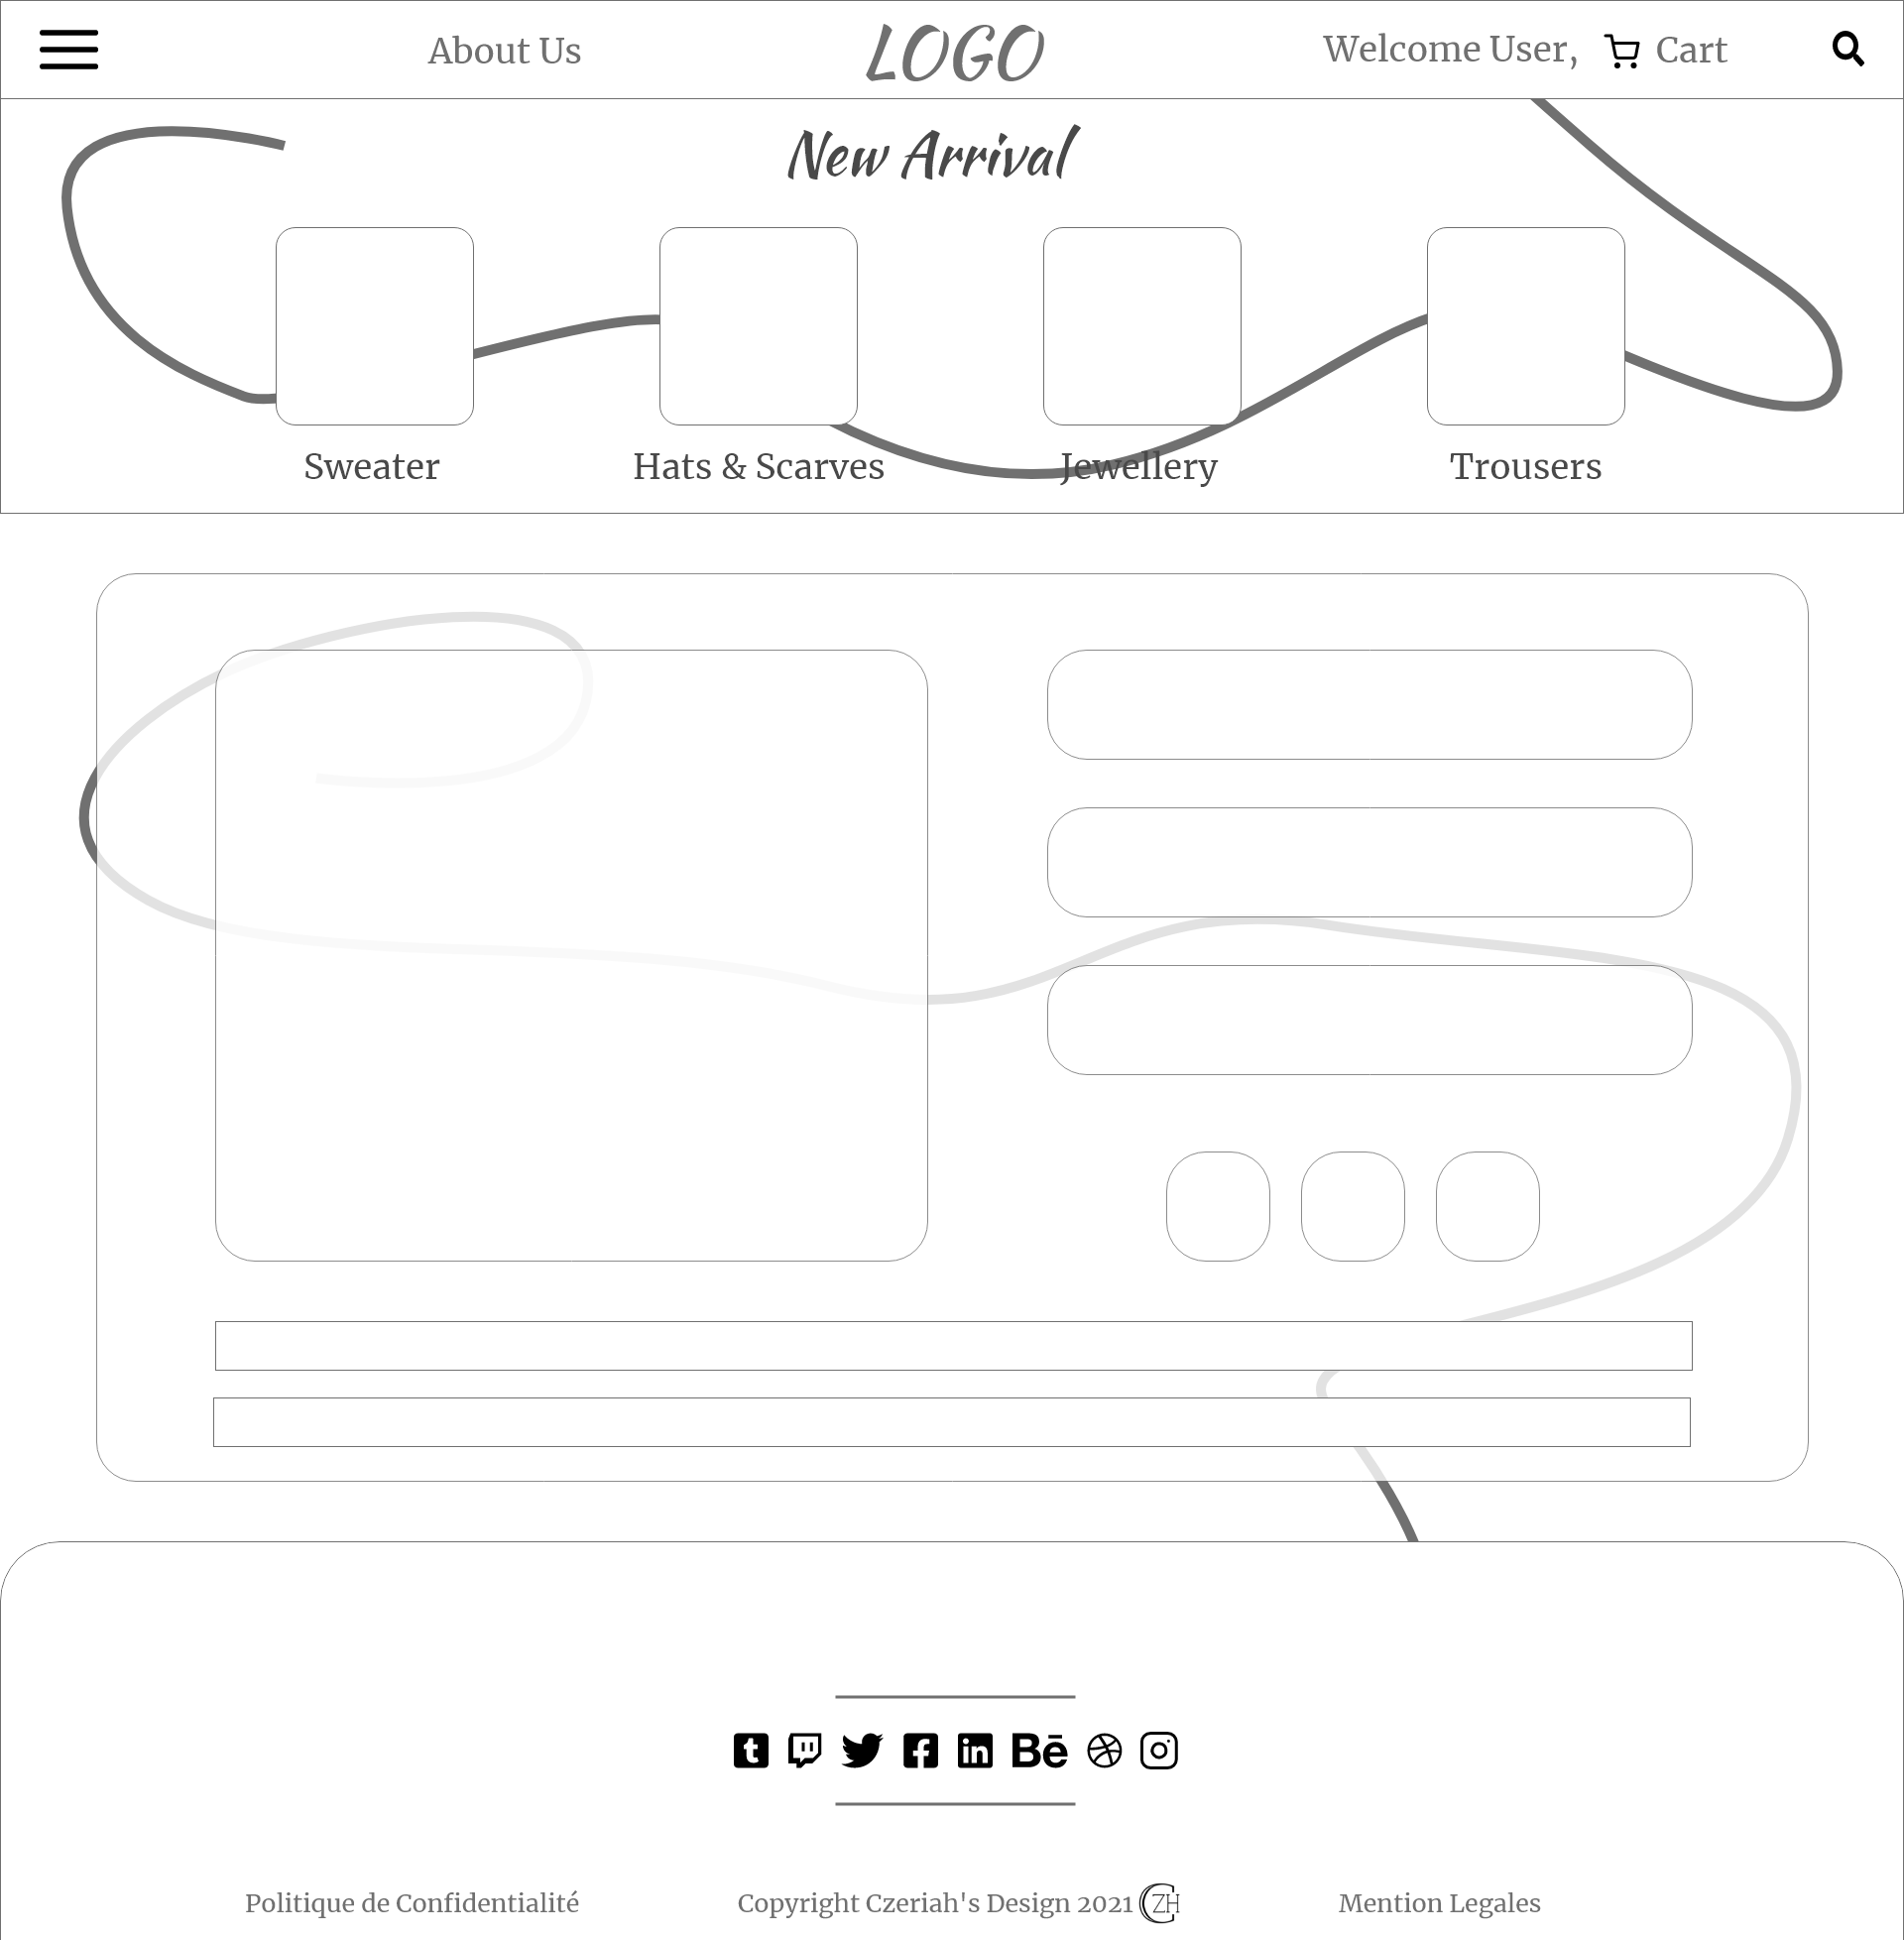 About Us
LOGO
Welcome User,
Cart
New Arrival
Sweater
Hats & Scarves
Jewellery
Trousers
Politique de Confidentialité
Copyright Czeriah's Design 2021
CZH
Mention Legales